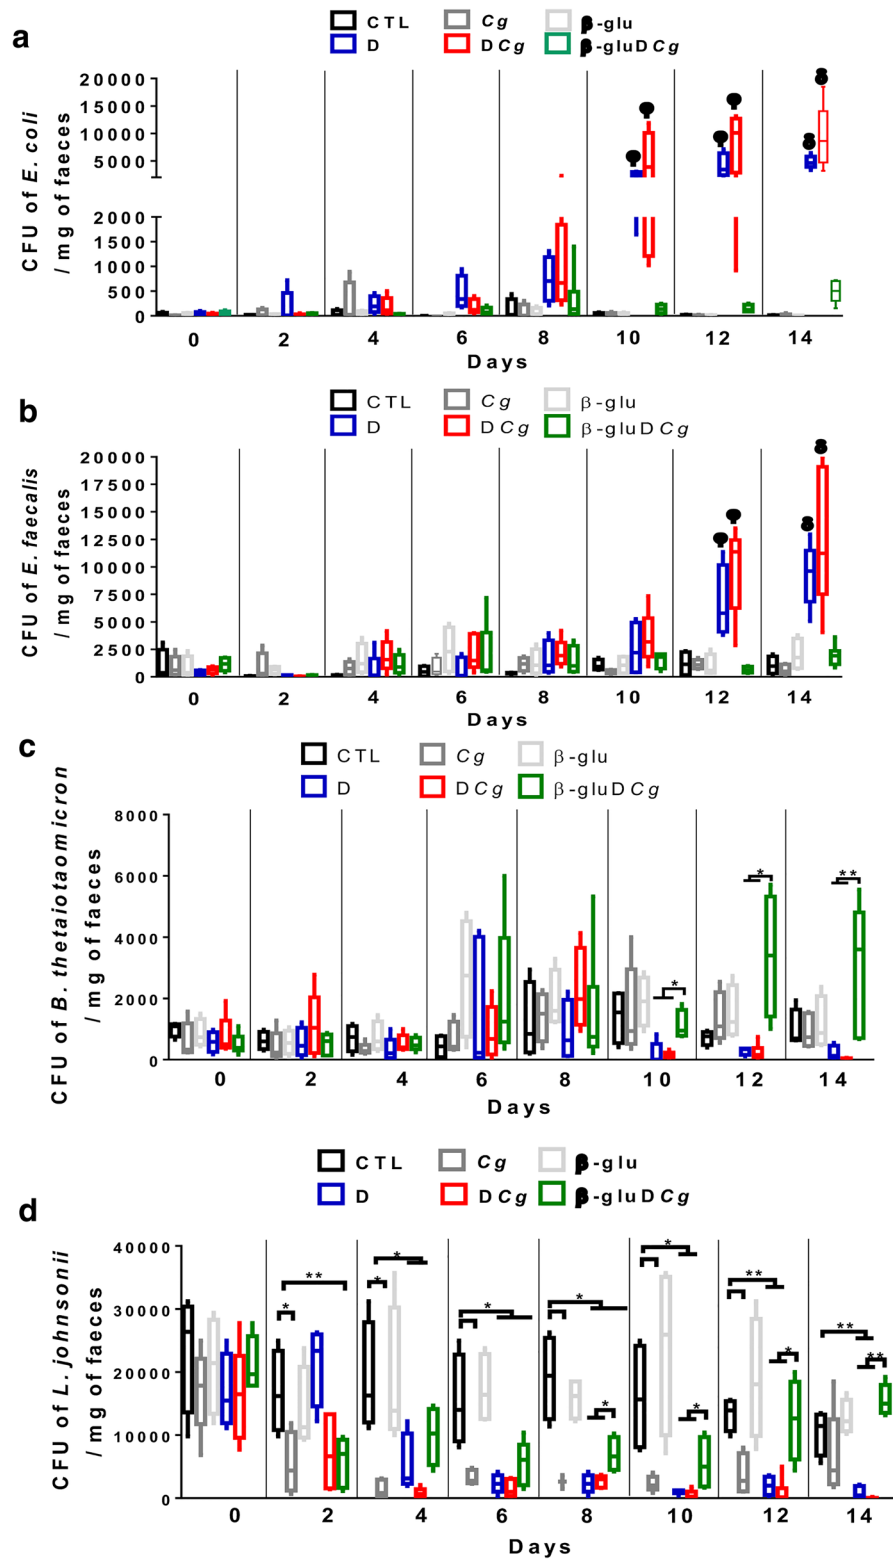 a
CTL Cg β-glu
D DCg β-gluDCg
CFU of E. coli
/ mg of faeces
20000
15000
10000
5000
2000
1500
1000
500
0
0 2 4 6 8 10 12 14
Days
b
CTL Cg β-glu
D DCg β-gluDCg
CFU of E. faecalis
/ mg of faeces
20000
17500
15000
12500
10000
7500
5000
2500
0
0 2 4 6 8 10 12 14
Days
c
CTL Cg β-glu
D DCg β-gluDCg
CFU of B. thetaiotaomicron
/ mg of faeces
8000
6000
4000
2000
0
* * **
0 2 4 6 8 10 12 14
Days
d
CTL Cg β-glu
D DCg β-gluDCg
CFU of L. johnsonii
/ mg of faeces
40000
30000
20000
10000
0
* ** * * * * * * * ** * ** **
0 2 4 6 8 10 12 14
Days